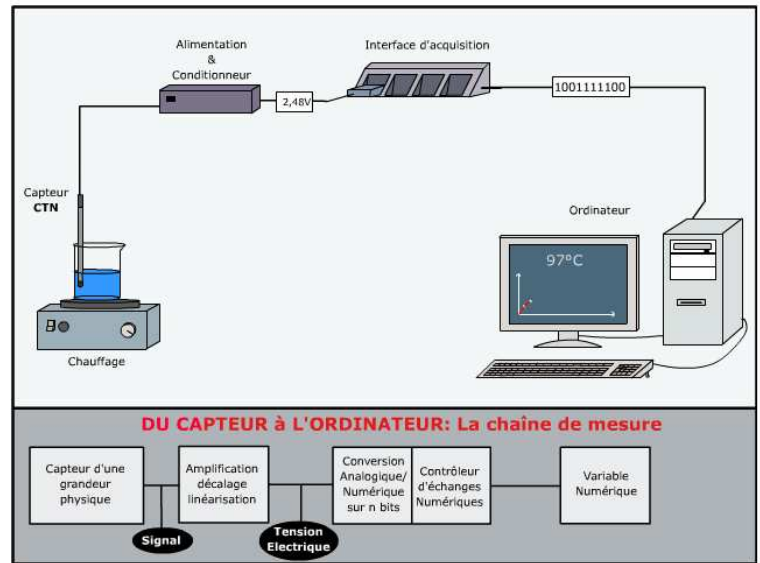 Alimentation
&
Conditionneur
Interface d'acquisition
2,48V
1001111100
Capteur
CTN
Ordinateur
97°C
Chauffage
DU CAPTEUR à L'ORDINATEUR: La chaîne de mesure
Capteur d'une
grandeur
physique
Amplification
décalage
linéarisation
Conversion
Analogique/
Numérique
sur n bits
Contrôleur
d'échanges
Numériques
Variable
Numérique
Signal
Tension
Electrique